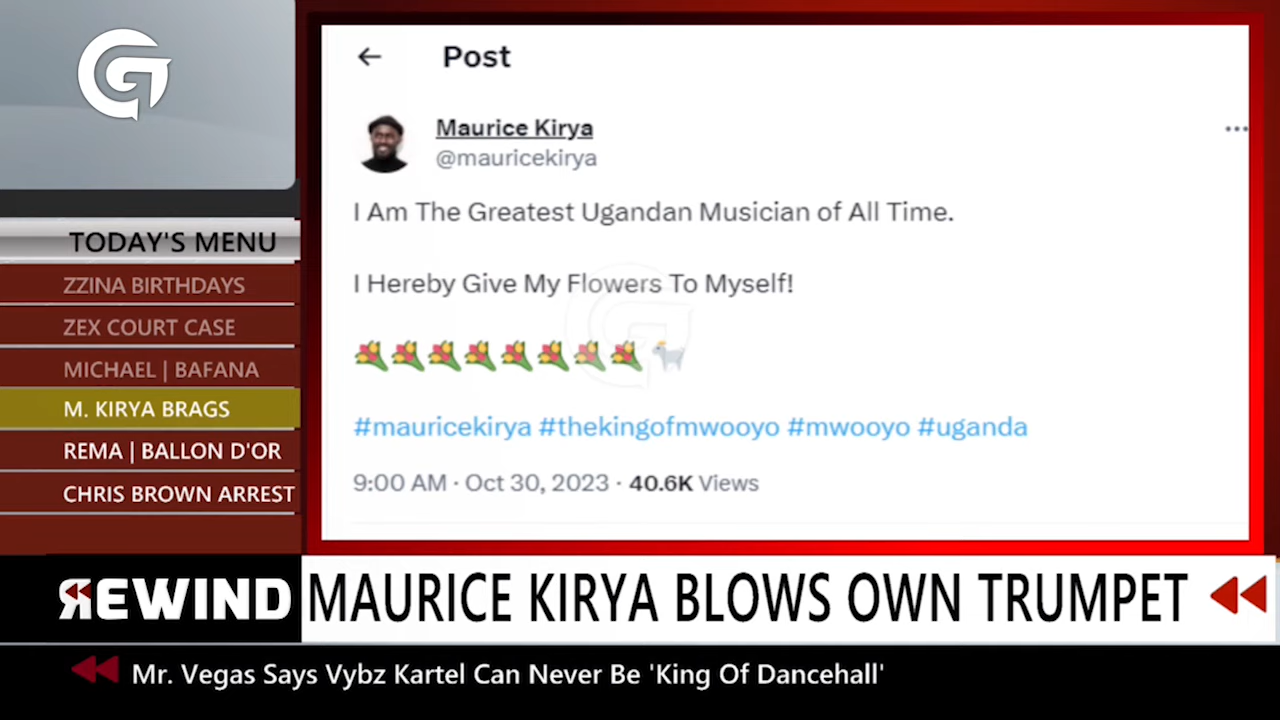 G
TODAY'S MENU
ZZINA BIRTHDAYS
ZEX COURT CASE
MICHAEL | BAFANA
M. KIRYA BRAGS
REMA | BALLON D'OR
CHRIS BROWN ARREST
Post
Maurice Kirya
@mauricekirya
I Am The Greatest Ugandan Musician of All Time.
I Hereby Give My Flowers To Myself!
💐💐💐💐💐💐💐💐🐐
#mauricekirya #thekingofmwooyo #mwooyo #uganda
9:00 AM · Oct 30, 2023 · 40.6K Views
REWIND
MAURICE KIRYA BLOWS OWN TRUMPET
Mr. Vegas Says Vybz Kartel Can Never Be 'King Of Dancehall'